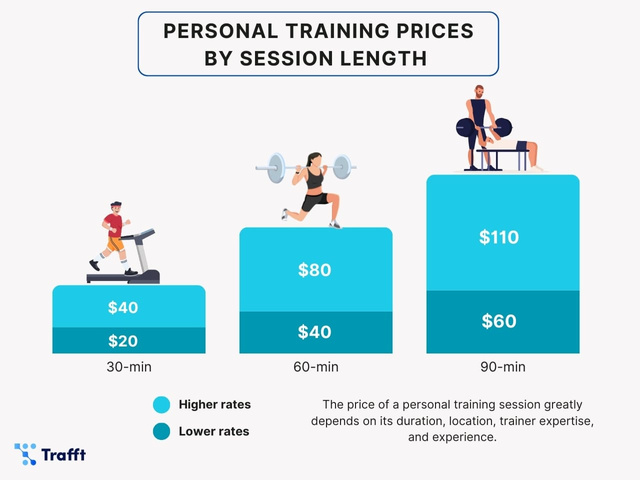 PERSONAL TRAINING PRICES
BY SESSION LENGTH
$40
$20
30-min
$80
$40
60-min
$110
$60
90-min
Higher rates
Lower rates
The price of a personal training session greatly
depends on its duration, location, trainer expertise,
and experience.
Trafft